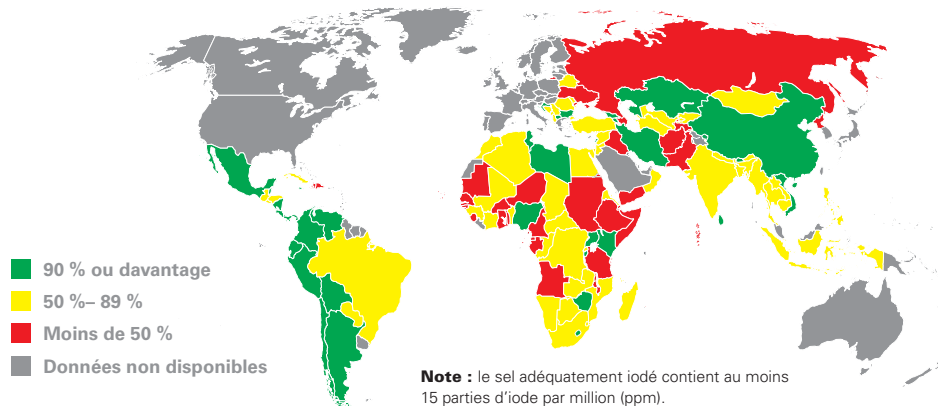 90 % ou davantage
50 %– 89 %
Moins de 50 %
Données non disponibles
Note : le sel adéquatement iodé contient au moins
15 parties d'iode par million (ppm).